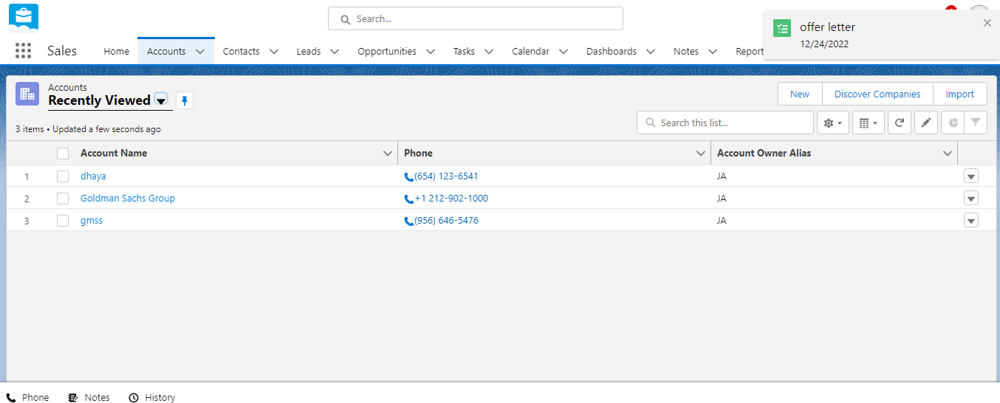 Search...
offer letter
12/24/2022
Sales Home Accounts Contacts Leads Opportunities Tasks Calendar Dashboards Notes Report
Accounts
Recently Viewed
New Discover Companies Import
3 items • Updated a few seconds ago
Search this list...
Account Name Phone Account Owner Alias
1 dhaya (654) 123-6541 JA
2 Goldman Sachs Group +1 212-902-1000 JA
3 gmss (956) 646-5476 JA
Phone Notes History